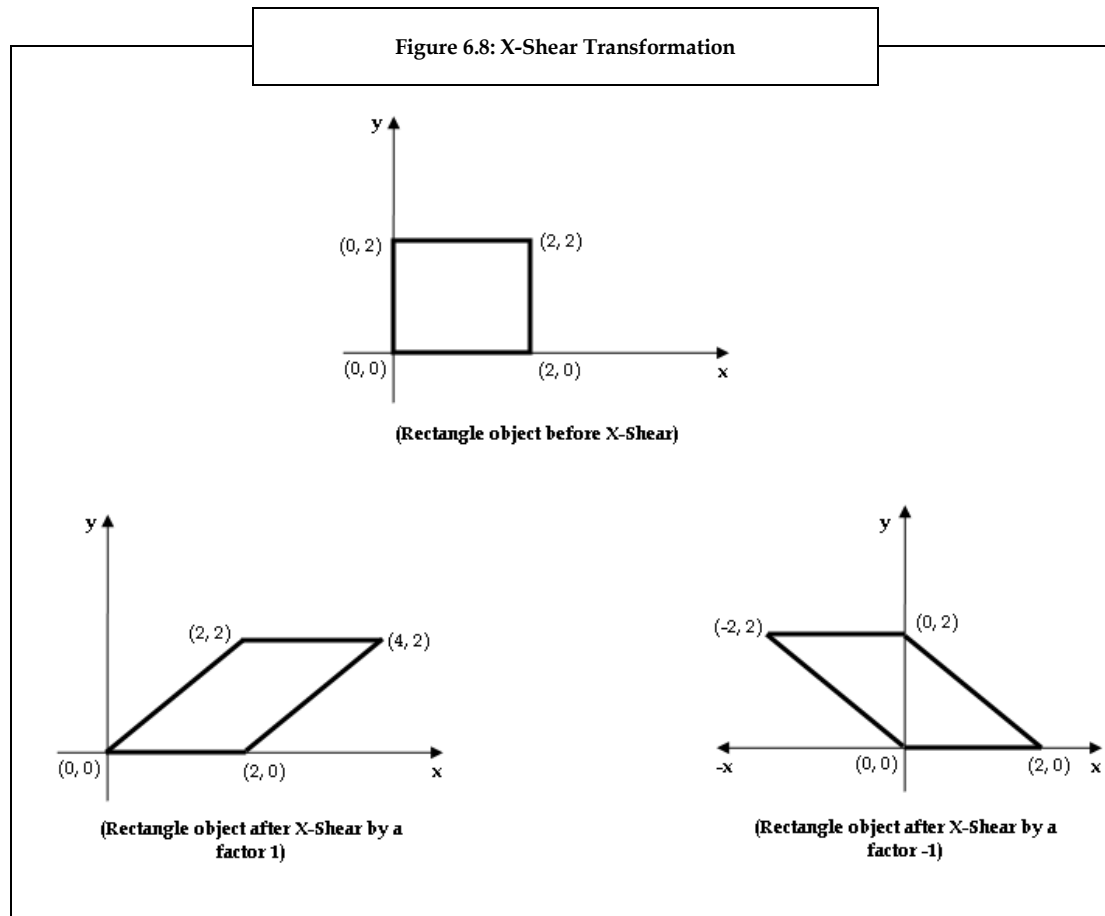 Figure 6.8: X-Shear Transformation
y
(0, 2)
(2, 2)
(0, 0)
(2, 0)
x
(Rectangle object before X-Shear)
y
(2, 2)
(4, 2)
(0, 0)
(2, 0)
x
(Rectangle object after X-Shear by a
factor 1)
y
(-2, 2)
(0, 2)
-x
(0, 0)
(2, 0)
x
(Rectangle object after X-Shear by a
factor -1)